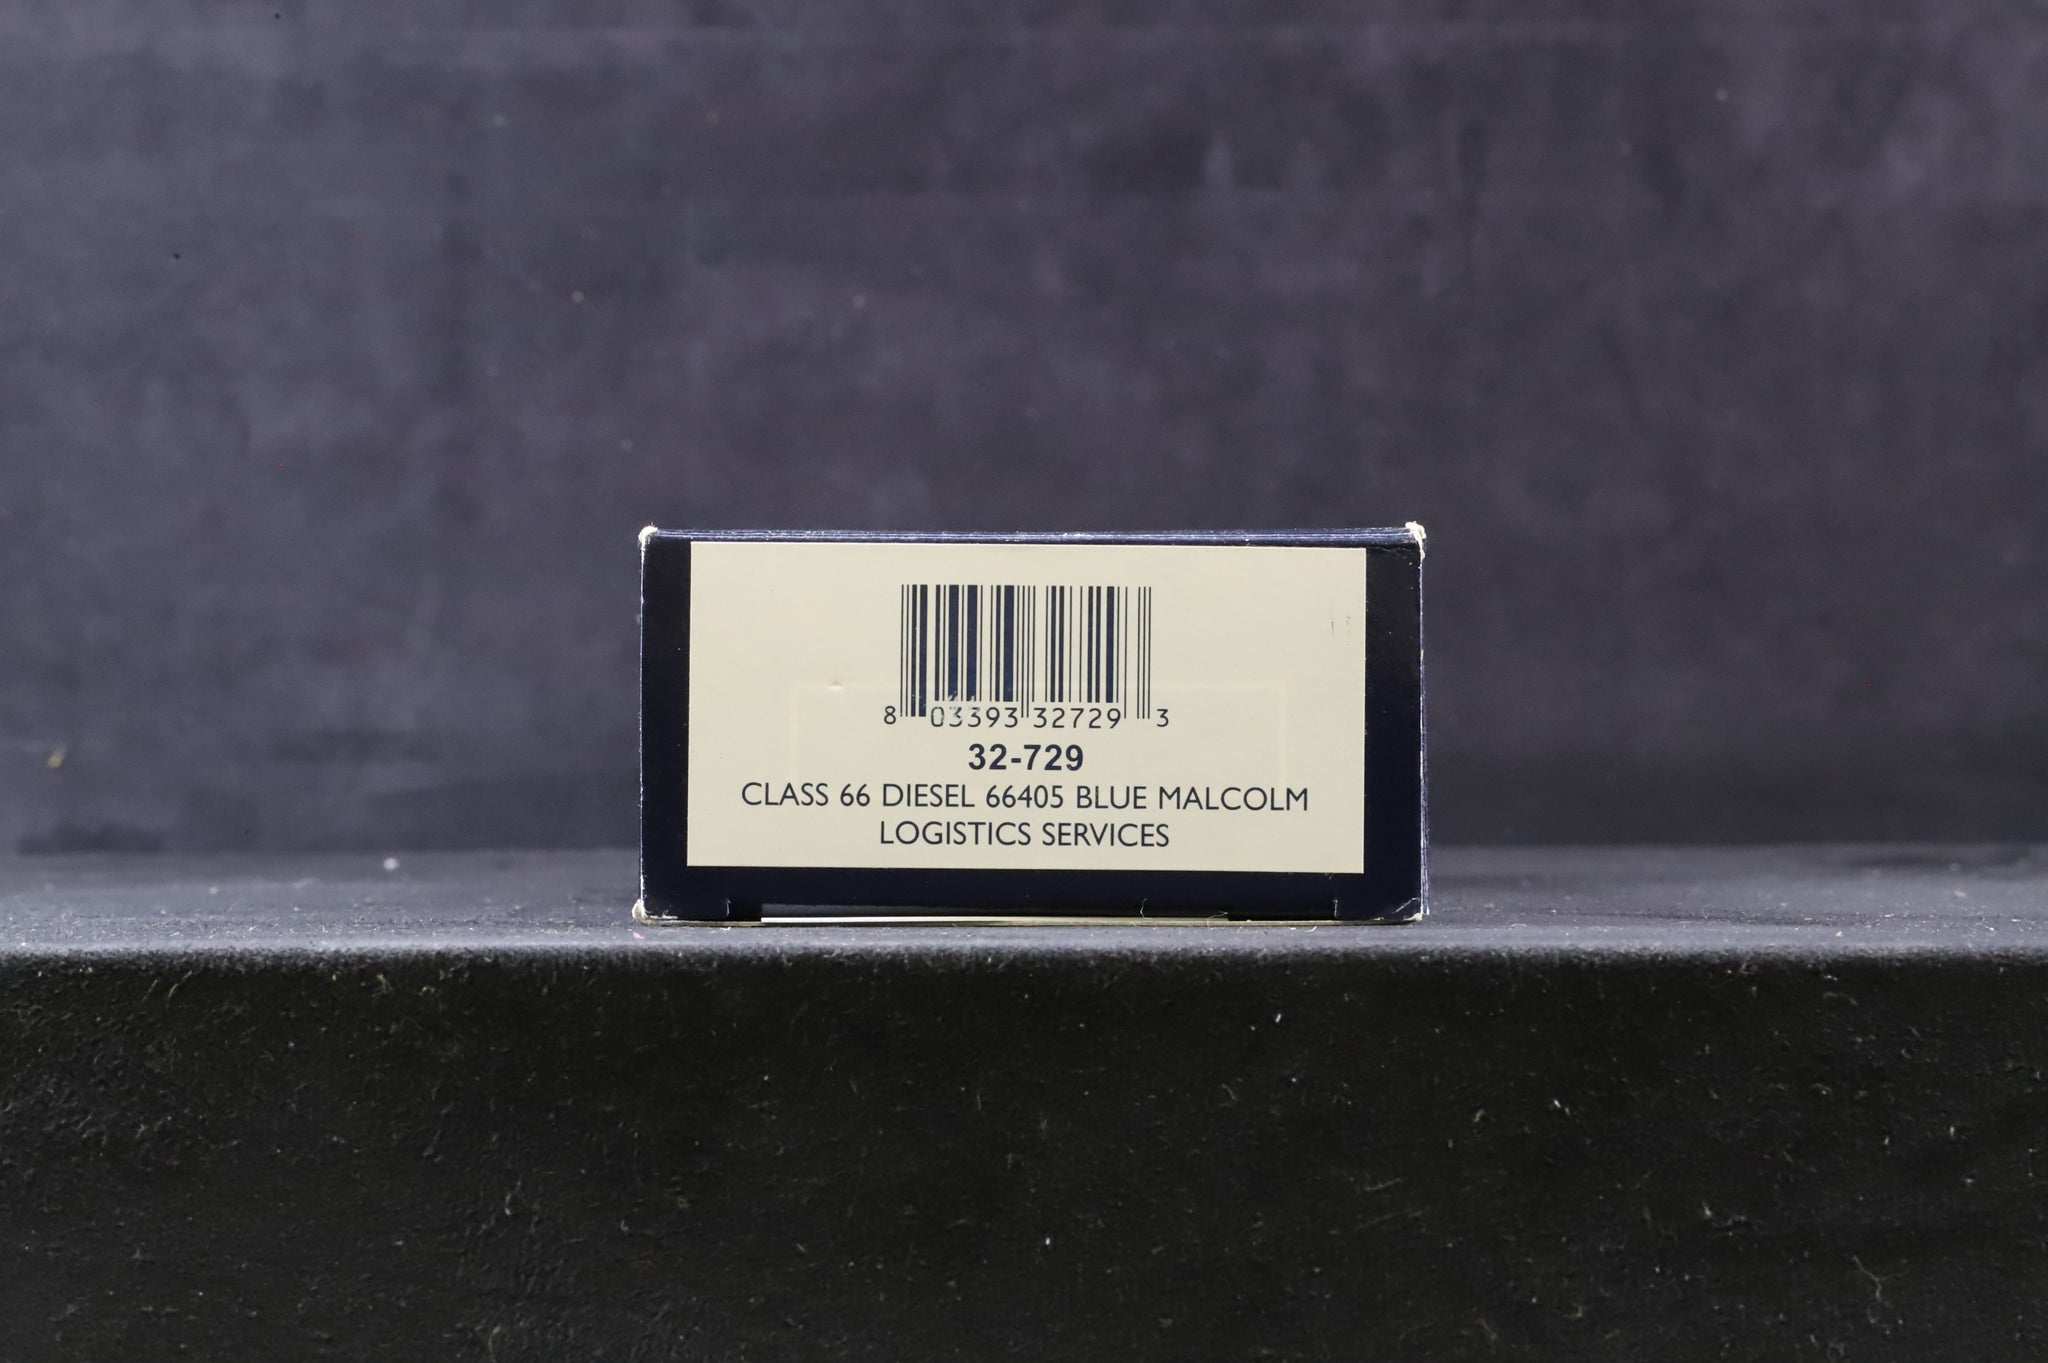 8 03393 32729 3
32-729
CLASS 66 DIESEL 66405 BLUE MALCOLM
LOGISTICS SERVICES